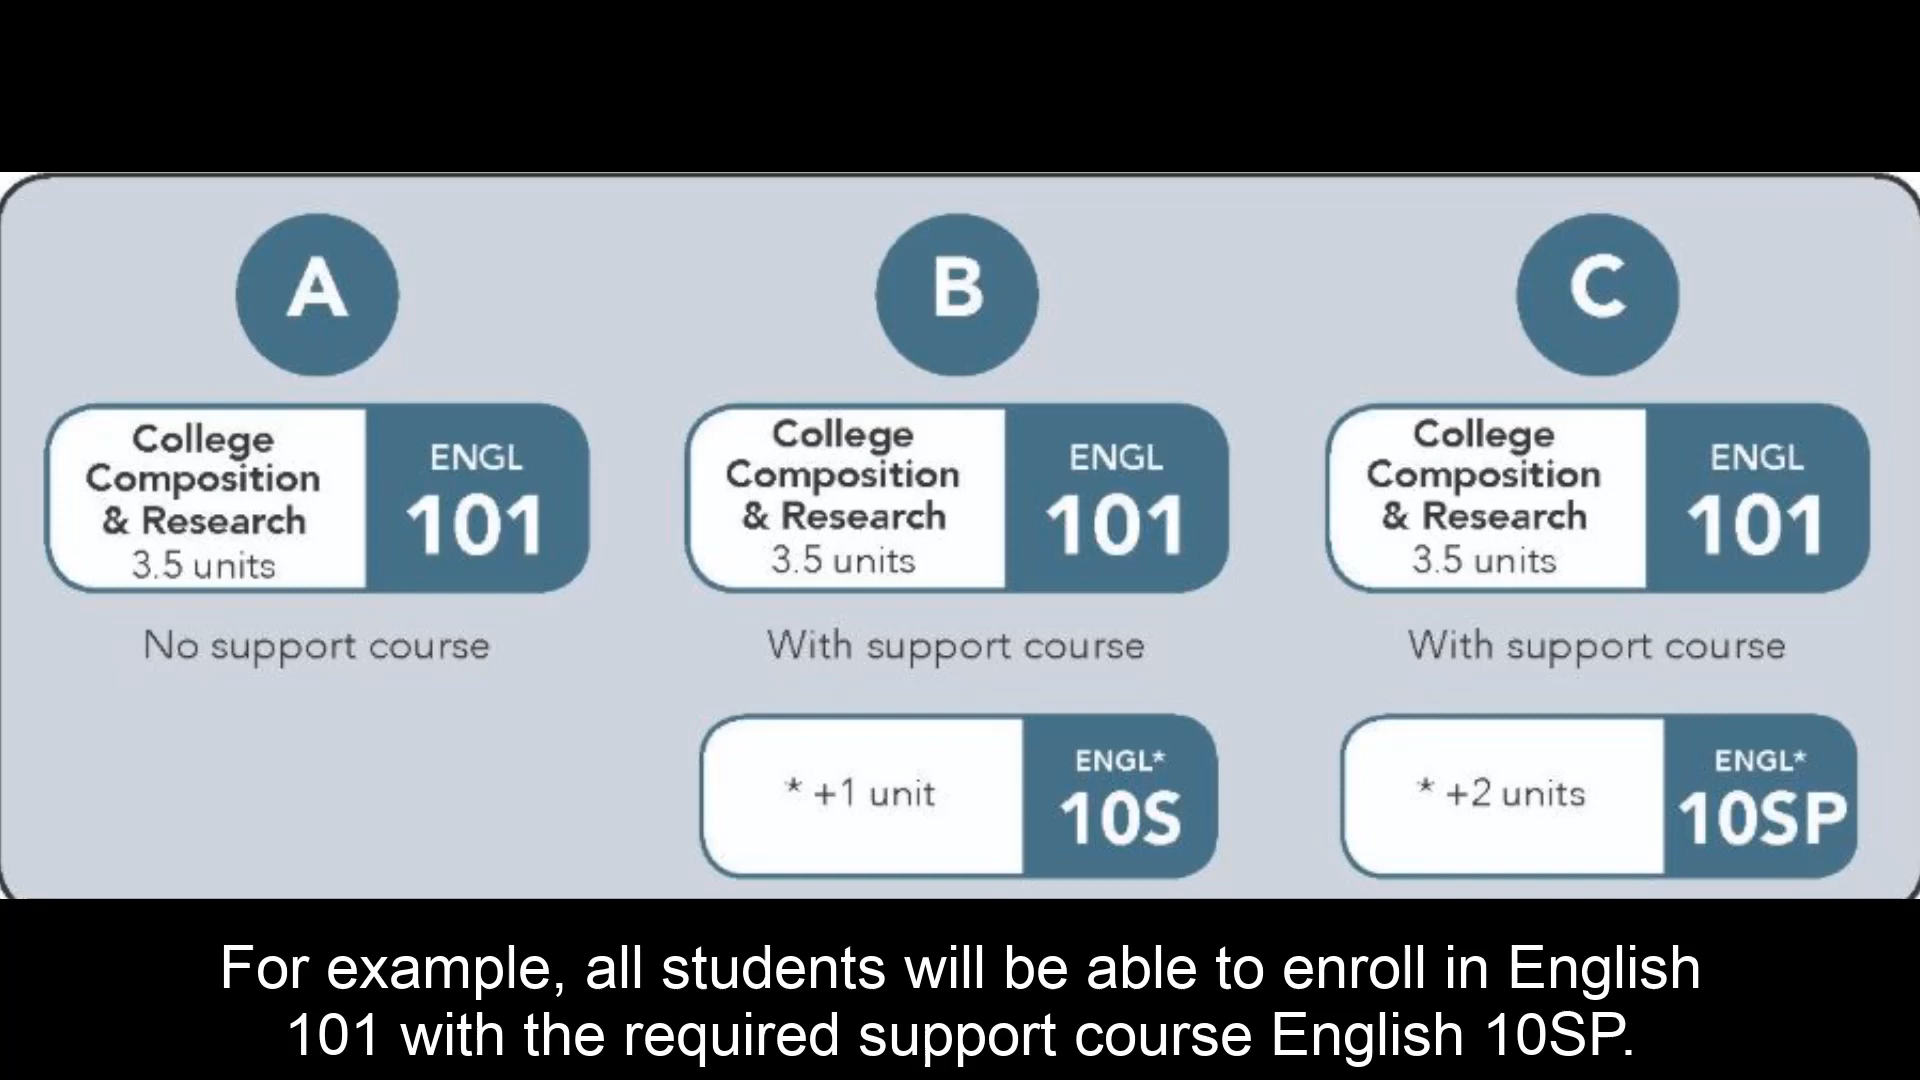 A
College
Composition
& Research
3.5 units
ENGL
101
No support course
B
College
Composition
& Research
3.5 units
ENGL
101
With support course
* +1 unit
ENGL*
10S
C
College
Composition
& Research
3.5 units
ENGL
101
With support course
* +2 units
ENGL*
10SP
For example, all students will be able to enroll in English
101 with the required support course English 10SP.